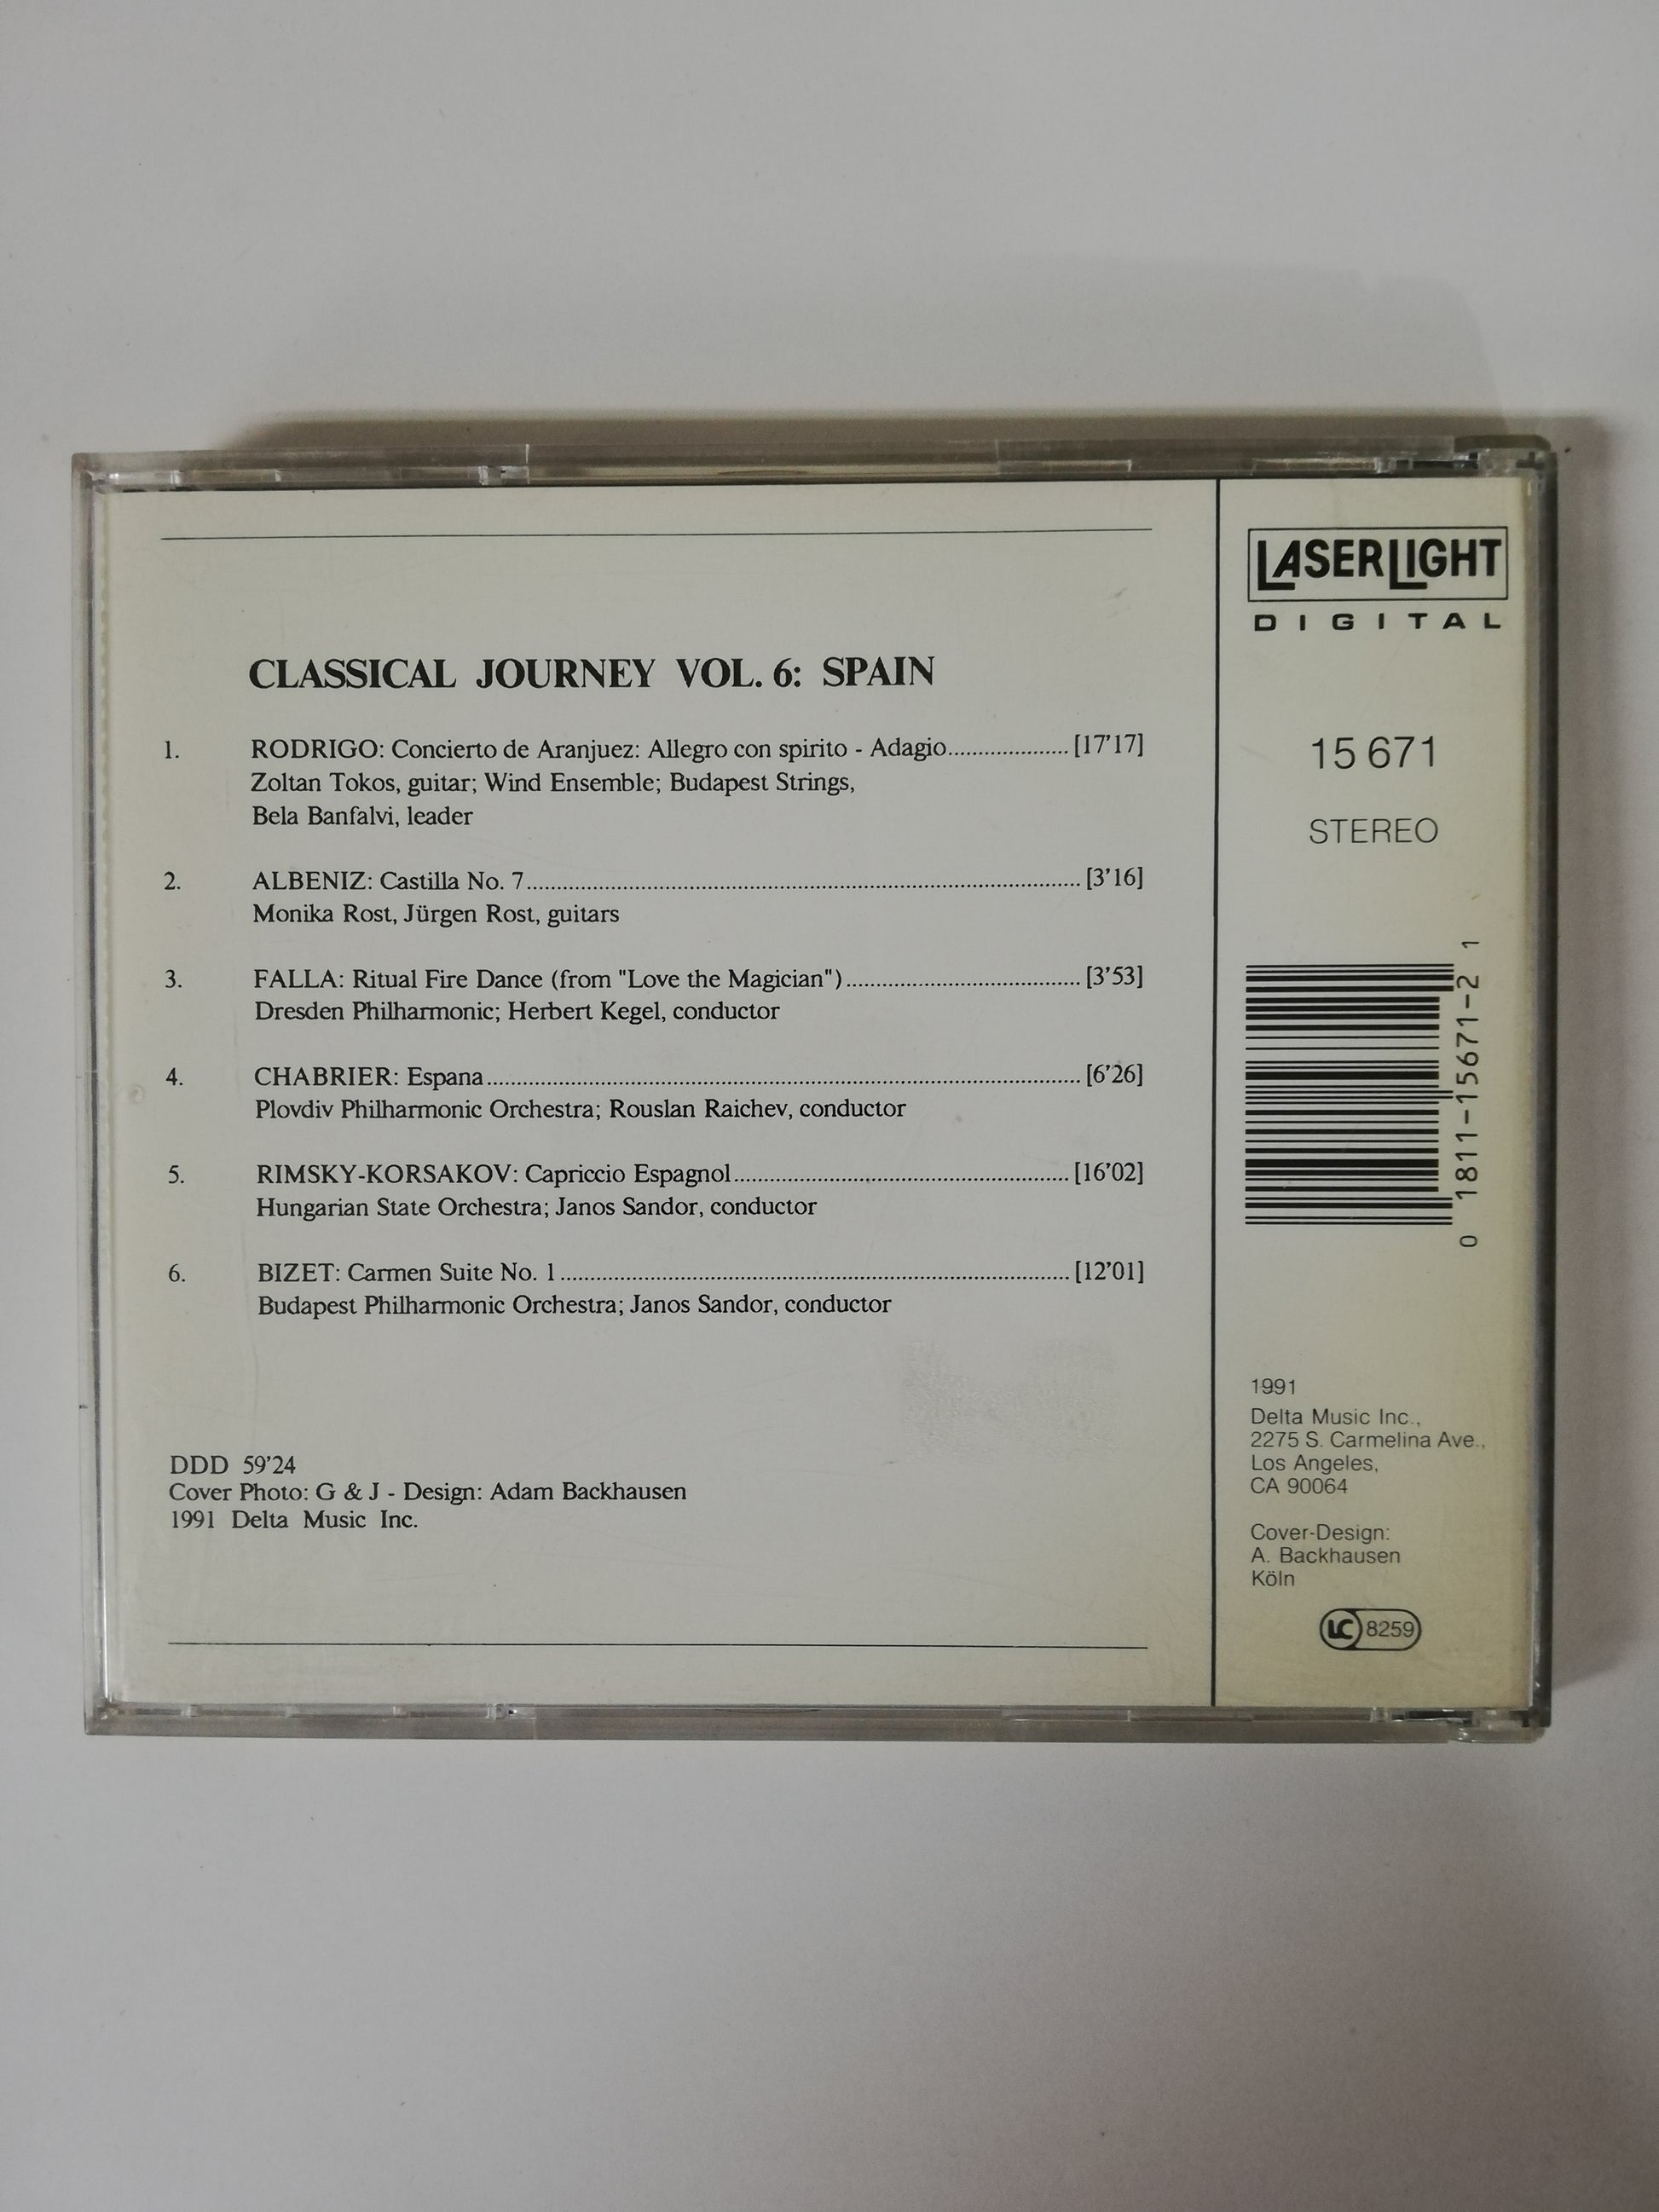 CLASSICAL JOURNEY VOL. 6: SPAIN
1. RODRIGO: Concierto de Aranjuez: Allegro con spirito - Adagio.................. [17'17]
Zoltan Tokos, guitar; Wind Ensemble; Budapest Strings,
Bela Banfalvi, leader
2. ALBENIZ: Castilla No. 7.................................................................................... [3'16]
Monika Rost, Jürgen Rost, guitars
3. FALLA: Ritual Fire Dance (from "Love the Magician").................................... [3'53]
Dresden Philharmonic; Herbert Kegel, conductor
4. CHABRIER: Espana.......................................................................................... [6'26]
Plovdiv Philharmonic Orchestra; Rouslan Raichev, conductor
5. RIMSKY-KORSAKOV: Capriccio Espagnol.................................................... [16'02]
Hungarian State Orchestra; Janos Sandor, conductor
6. BIZET: Carmen Suite No. 1.............................................................................. [12'01]
Budapest Philharmonic Orchestra; Janos Sandor, conductor
DDD 59'24
Cover Photo: G & J - Design: Adam Backhausen
1991 Delta Music Inc.
LASERLIGHT
DIGITAL
15 671
STEREO
0 1811-15671-2 1
1991
Delta Music Inc.,
2275 S. Carmelina Ave.,
Los Angeles,
CA 90064
Cover-Design:
A. Backhausen
Köln
LC 8259